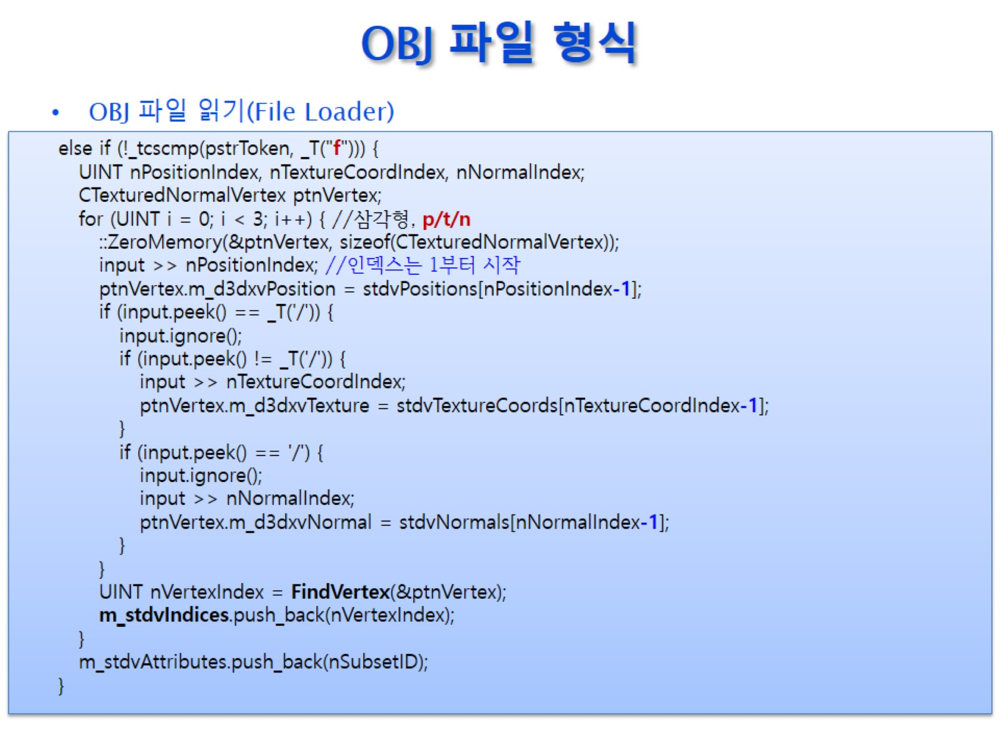 OBJ 파일 형식
• OBJ 파일 읽기(File Loader)
else if (!_tcscmp(pstrToken, _T("f"))) {
UINT nPositionIndex, nTextureCoordIndex, nNormalIndex;
CTexturedNormalVertex ptnVertex;
for (UINT i = 0; i < 3; i++) { //삼각형, p/t/n
::ZeroMemory(&ptnVertex, sizeof(CTexturedNormalVertex));
input >> nPositionIndex; //인덱스는 1부터 시작
ptnVertex.m_d3dxvPosition = stdvPositions[nPositionIndex-1];
if (input.peek() == _T('/')) {
input.ignore();
if (input.peek() != _T('/')) {
input >> nTextureCoordIndex;
ptnVertex.m_d3dxvTexture = stdvTextureCoords[nTextureCoordIndex-1];
}
if (input.peek() == '/') {
input.ignore();
input >> nNormalIndex;
ptnVertex.m_d3dxvNormal = stdvNormals[nNormalIndex-1];
}
}
UINT nVertexIndex = FindVertex(&ptnVertex);
m_stdvIndices.push_back(nVertexIndex);
}
m_stdvAttributes.push_back(nSubsetID);
}